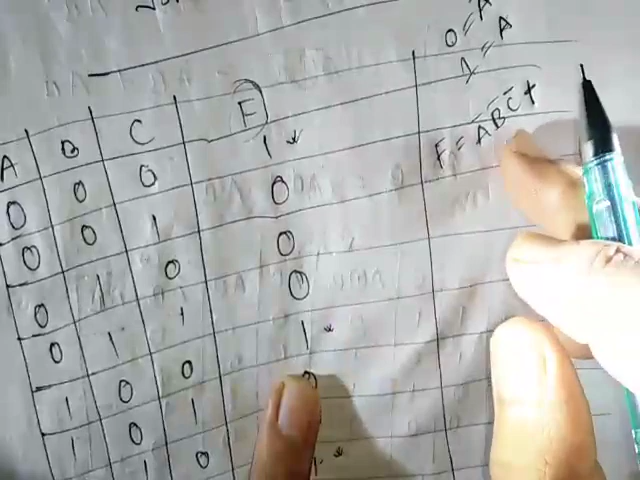 0 = A̅
1 = A
A B C F
F = A̅ B̅ C̅ +
0 0 0 1
0 0 1 0
0 1 0 0
0 1 1 0
1 0 0 1
1 0 1 0
1 1 0 1